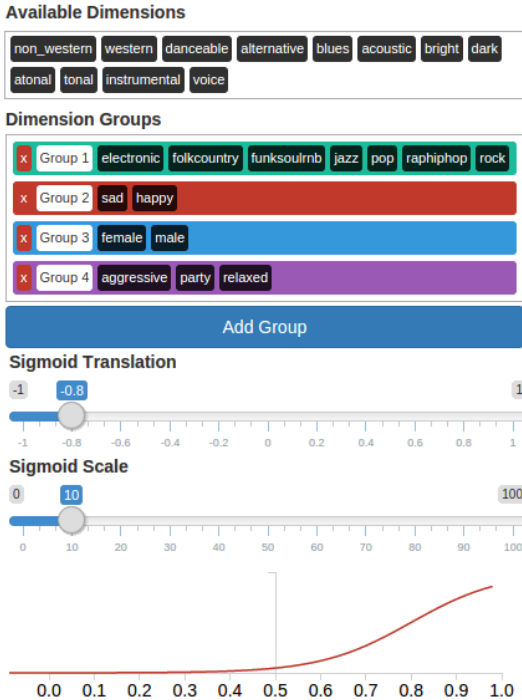 Available Dimensions
non_western western danceable alternative blues acoustic bright dark
atonal tonal instrumental voice
Dimension Groups
x Group 1 electronic folkcountry funksoulrnb jazz pop raphiphop rock
x Group 2 sad happy
x Group 3 female male
x Group 4 aggressive party relaxed
Add Group
Sigmoid Translation
-1 -0.8 1
-1 -0.8 -0.6 -0.4 -0.2 0 0.2 0.4 0.6 0.8 1
Sigmoid Scale
0 10 100
0 10 20 30 40 50 60 70 80 90 100
0.0 0.1 0.2 0.3 0.4 0.5 0.6 0.7 0.8 0.9 1.0